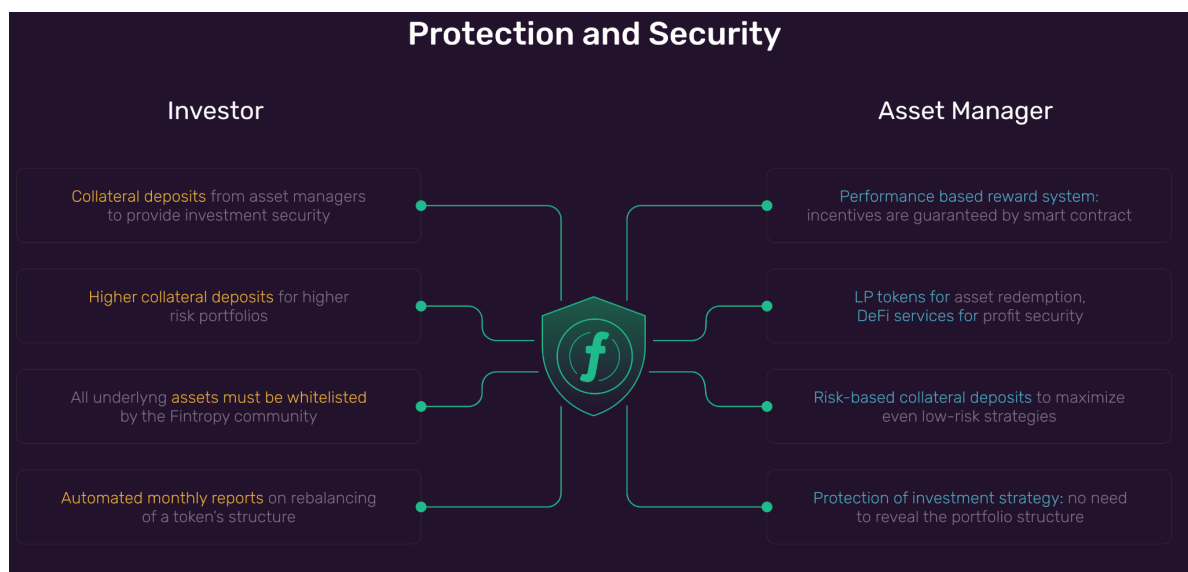 Protection and Security
Investor
Collateral deposits from asset managers
to provide investment security
Higher collateral deposits for higher
risk portfolios
All underlyng assets must be whitelisted
by the Fintropy community
Automated monthly reports on rebalancing
of a token's structure
f
Asset Manager
Performance based reward system:
incentives are guaranteed by smart contract
LP tokens for asset redemption,
DeFi services for profit security
Risk-based collateral deposits to maximize
even low-risk strategies
Protection of investment strategy: no need
to reveal the portfolio structure